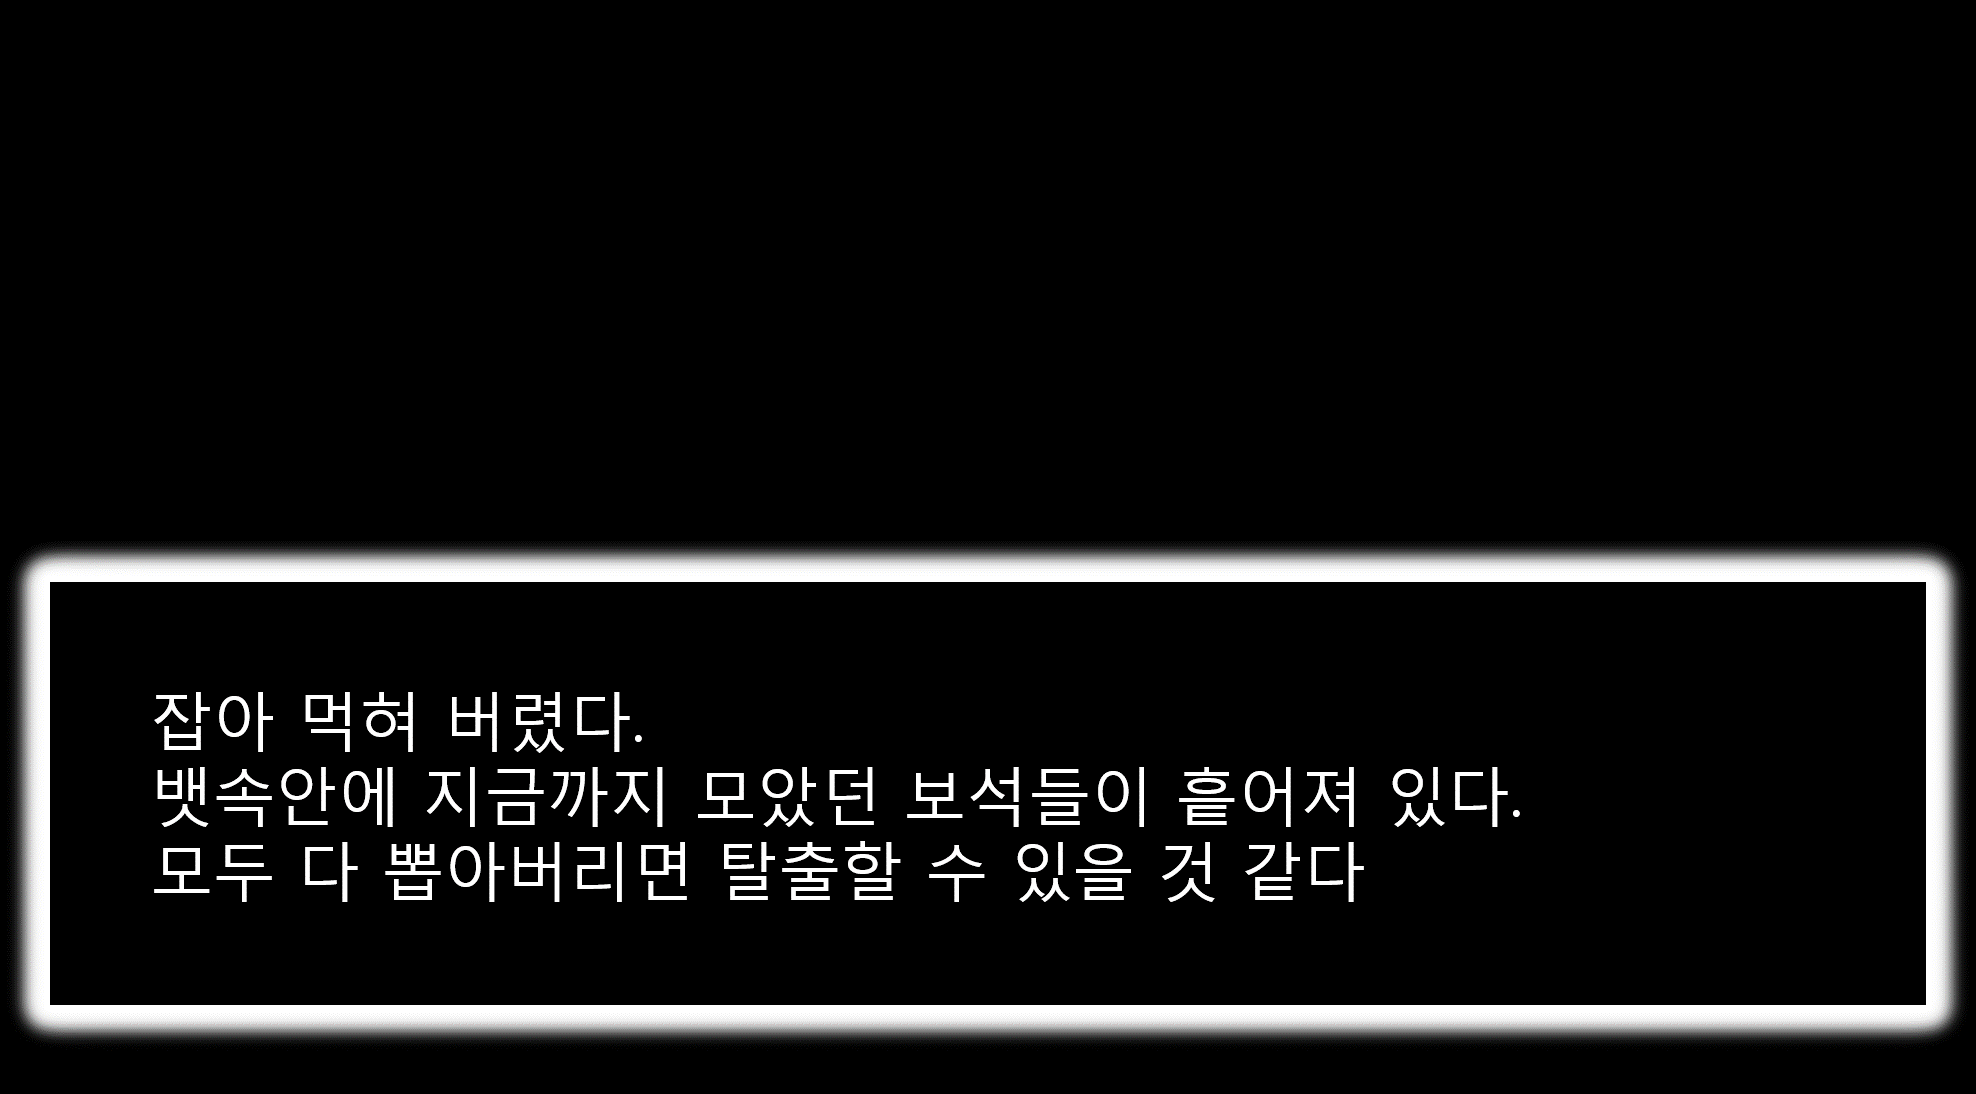 잡아 먹혀 버렸다.
뱃속안에 지금까지 모았던 보석들이 흩어져 있다.
모두 다 뽑아버리면 탈출할 수 있을 것 같다